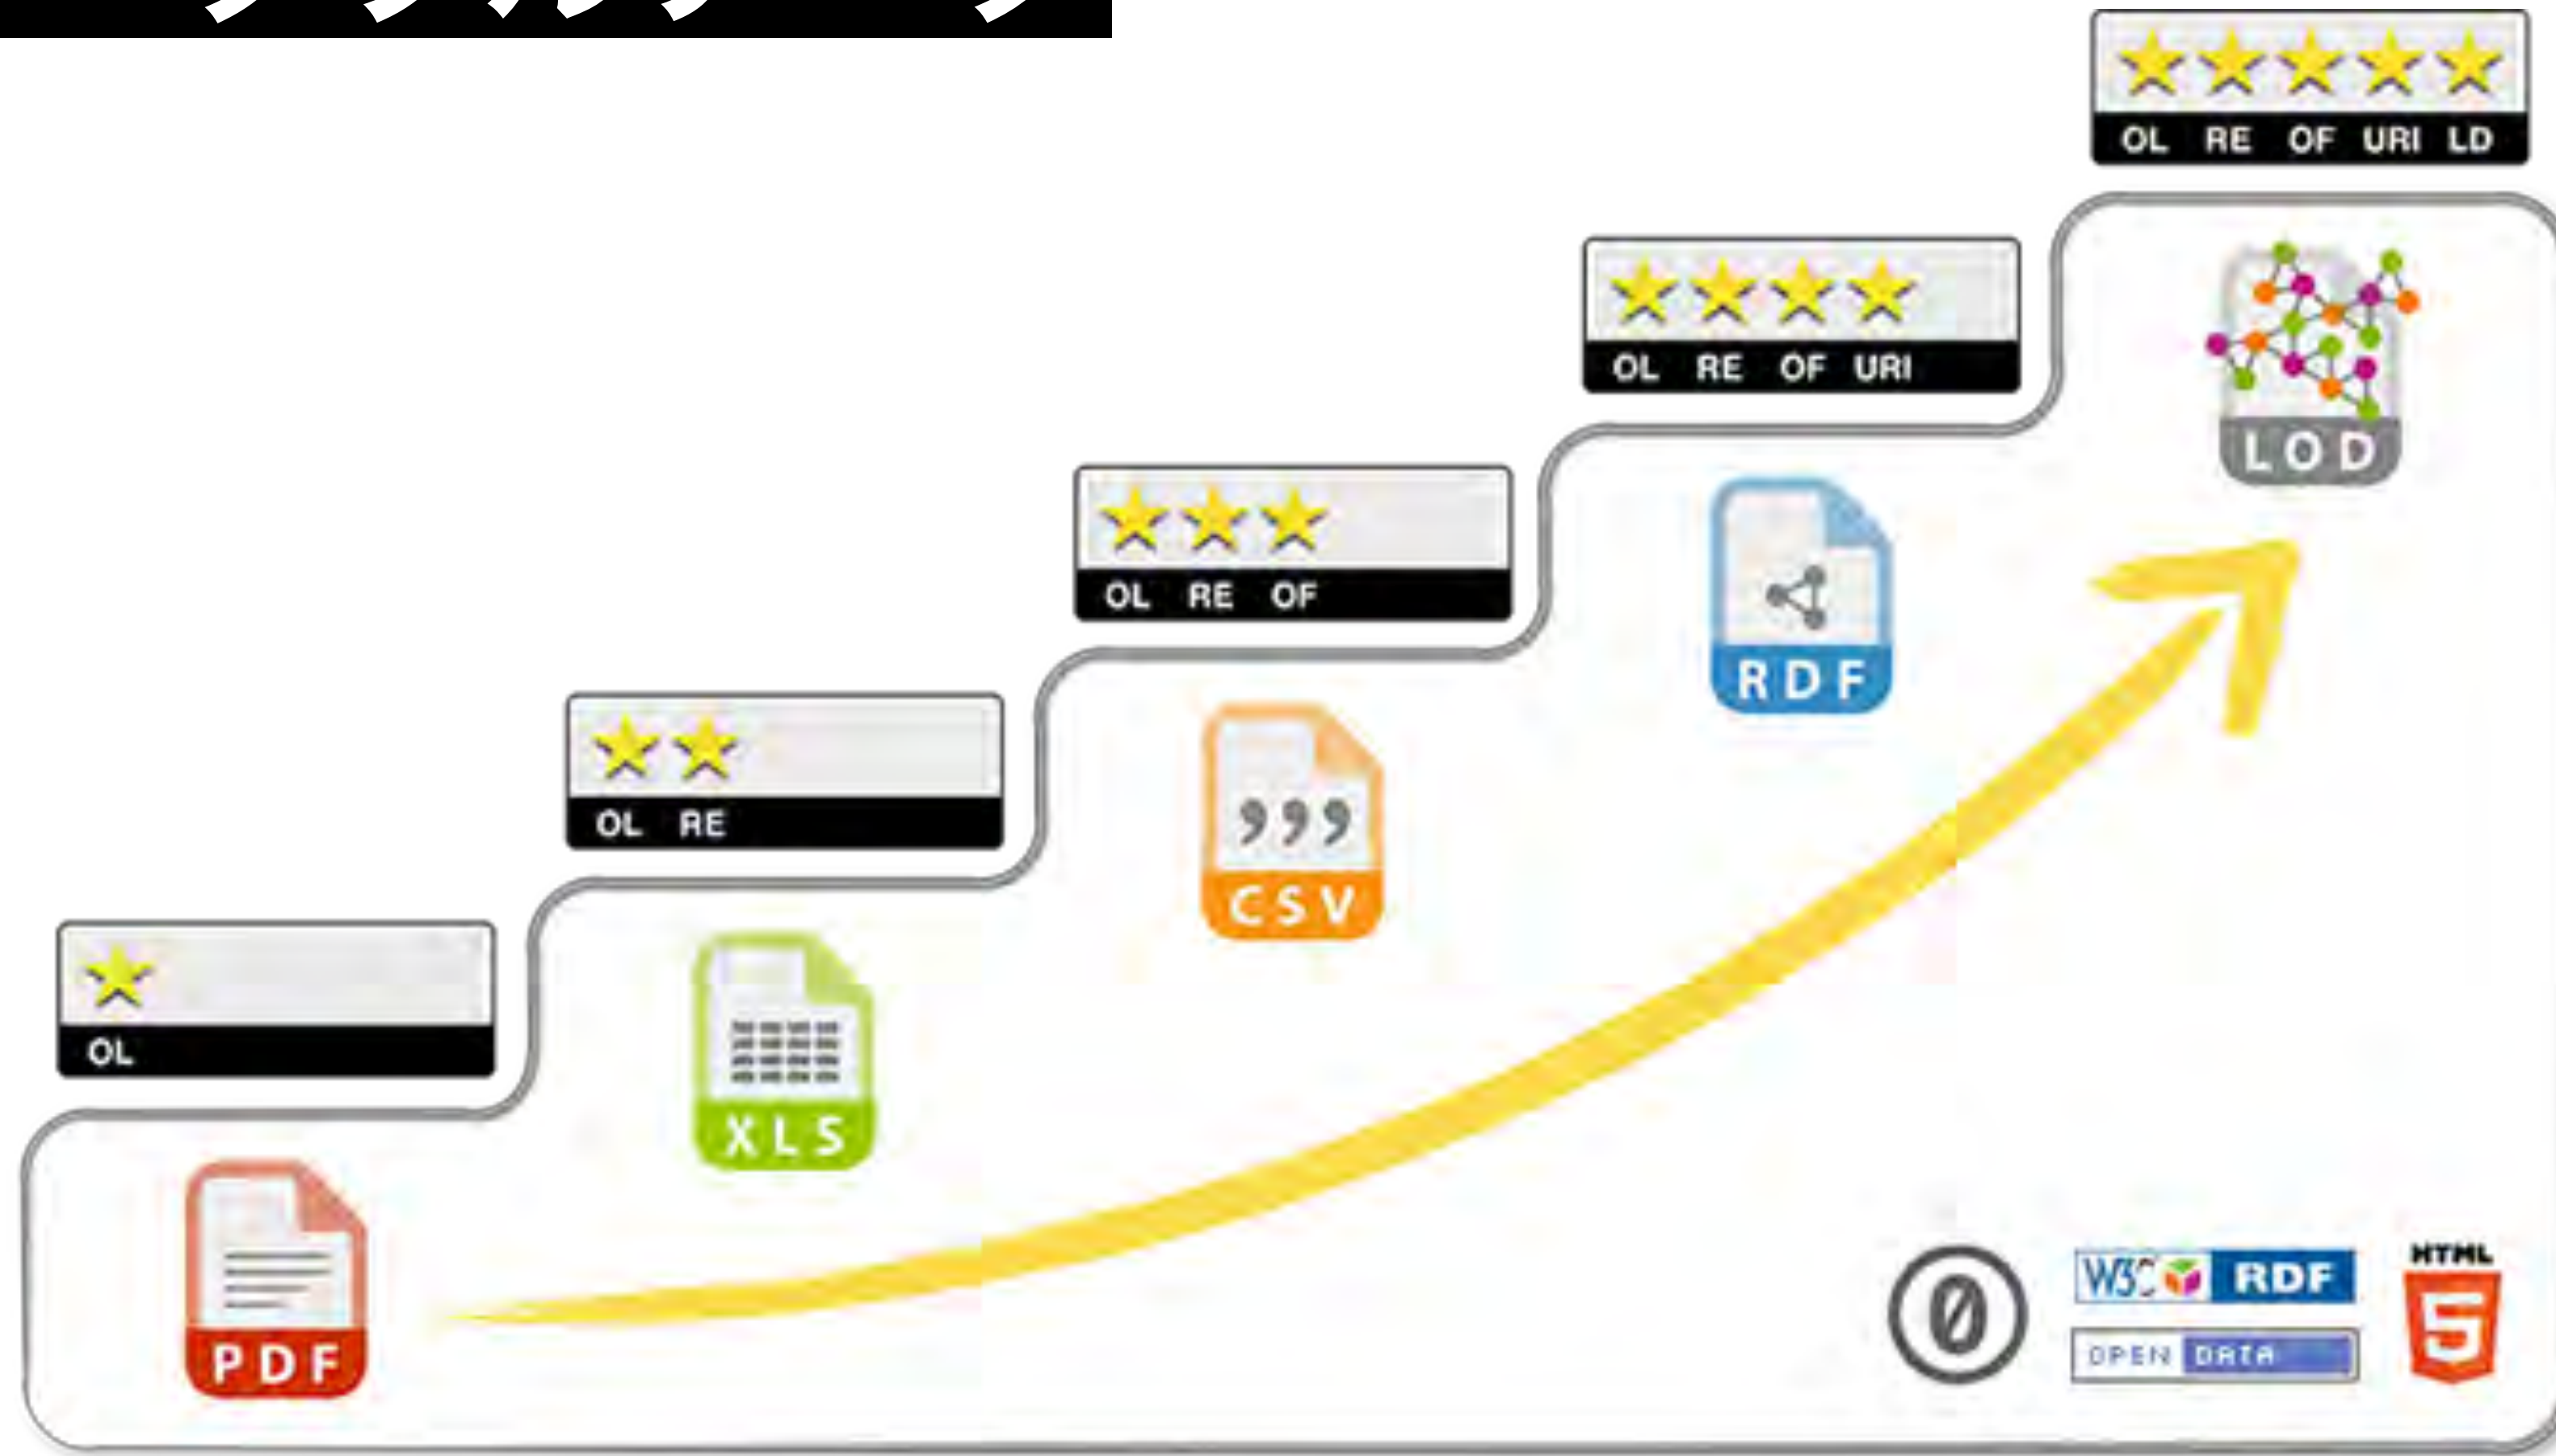 OL RE OF URI LD
LOD
OL RE OF URI
RDF
OL RE OF
CSV
OL RE
XLS
OL
PDF
0
W3C RDF
OPEN DATA
HTML
5